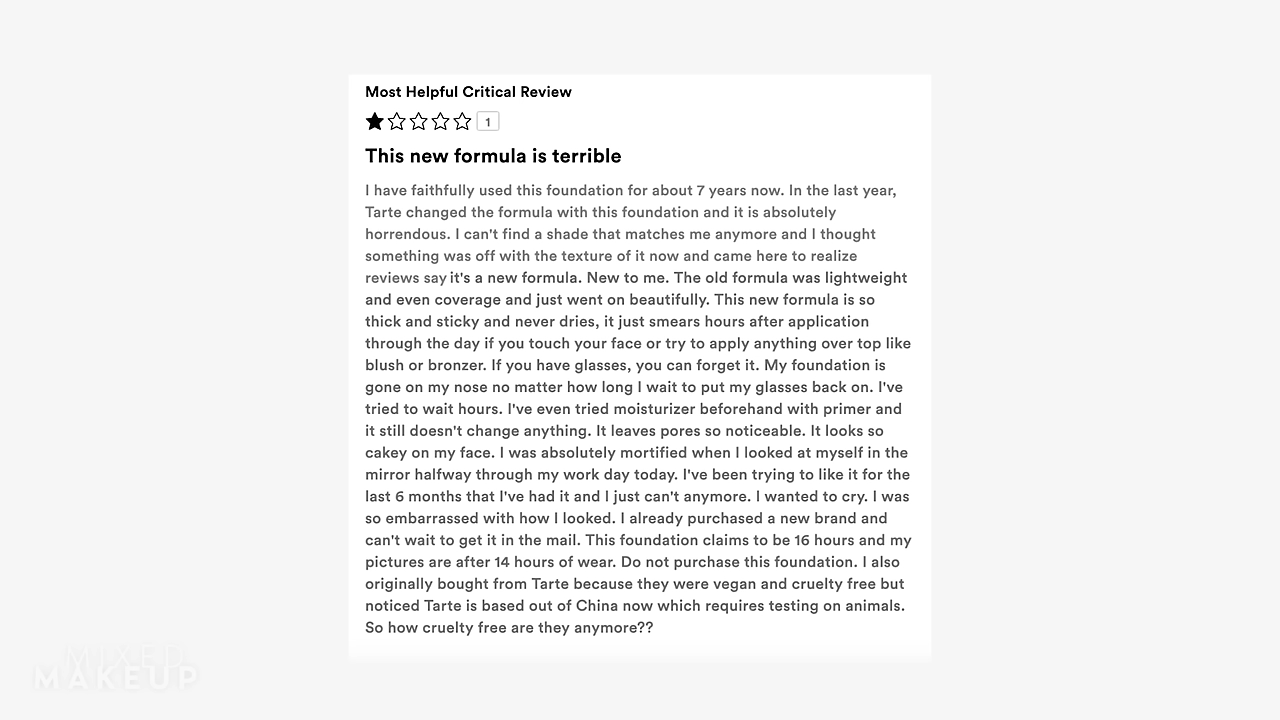 Most Helpful Critical Review
1
This new formula is terrible
I have faithfully used this foundation for about 7 years now. In the last year,
Tarte changed the formula with this foundation and it is absolutely
horrendous. I can't find a shade that matches me anymore and I thought
something was off with the texture of it now and came here to realize
reviews say it's a new formula. New to me. The old formula was lightweight
and even coverage and just went on beautifully. This new formula is so
thick and sticky and never dries, it just smears hours after application
through the day if you touch your face or try to apply anything over top like
blush or bronzer. If you have glasses, you can forget it. My foundation is
gone on my nose no matter how long I wait to put my glasses back on. I've
tried to wait hours. I've even tried moisturizer beforehand with primer and
it still doesn't change anything. It leaves pores so noticeable. It looks so
cakey on my face. I was absolutely mortified when I looked at myself in the
mirror halfway through my work day today. I've been trying to like it for the
last 6 months that I've had it and I just can't anymore. I wanted to cry. I was
so embarrassed with how I looked. I already purchased a new brand and
can't wait to get it in the mail. This foundation claims to be 16 hours and my
pictures are after 14 hours of wear. Do not purchase this foundation. I also
originally bought from Tarte because they were vegan and cruelty free but
noticed Tarte is based out of China now which requires testing on animals.
So how cruelty free are they anymore??
MIXED
MAKEUP